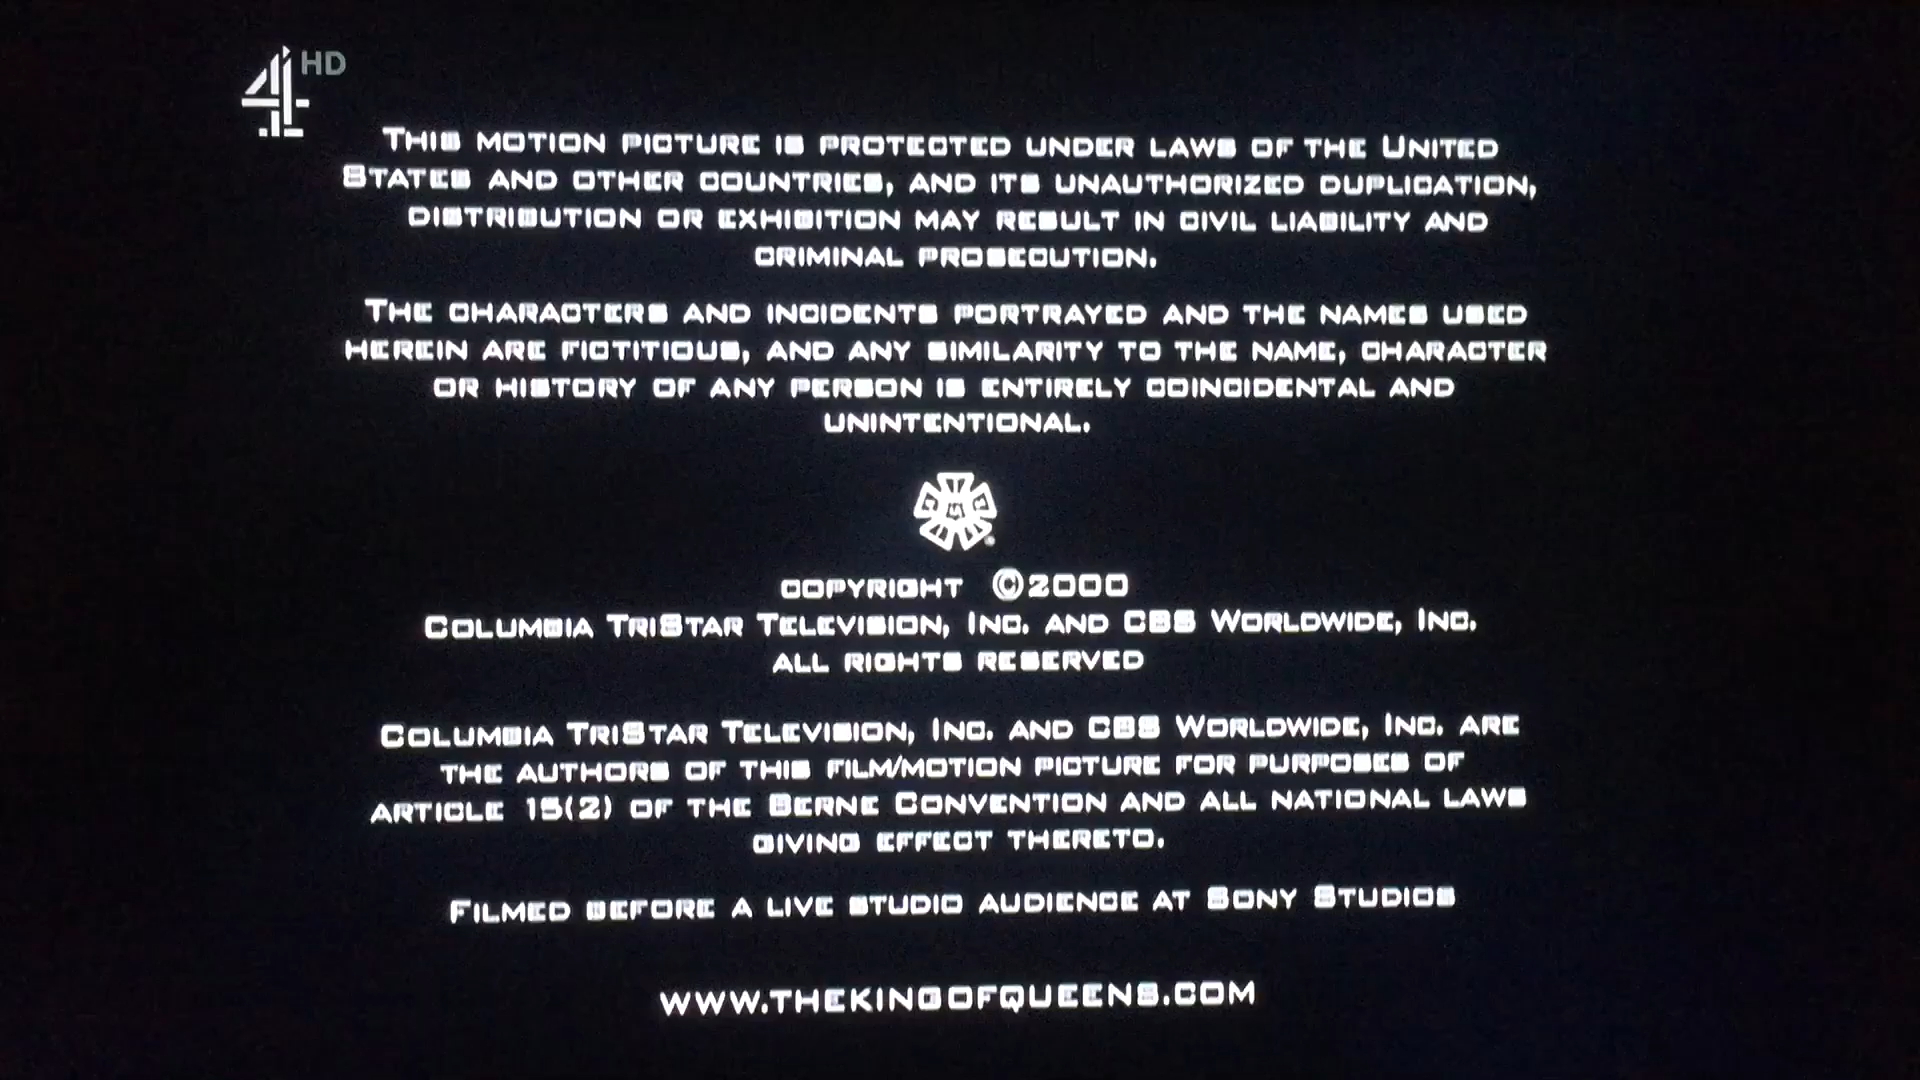 4 HD
This motion picture is protected under laws of the United
States and other countries, and its unauthorized duplication,
distribution or exhibition may result in civil liability and
criminal prosecution.
The characters and incidents portrayed and the names used
herein are fictitious, and any similarity to the name, character
or history of any person is entirely coincidental and
unintentional.
copyright ©2000
Columbia TriStar Television, Inc. and CBS Worldwide, Inc.
all rights reserved
Columbia TriStar Television, Inc. and CBS Worldwide, Inc. are
the authors of this film/motion picture for purposes of
article 15(2) of the Berne Convention and all national laws
giving effect thereto.
Filmed before a live studio audience at Sony Studios
www.thekingofqueens.com